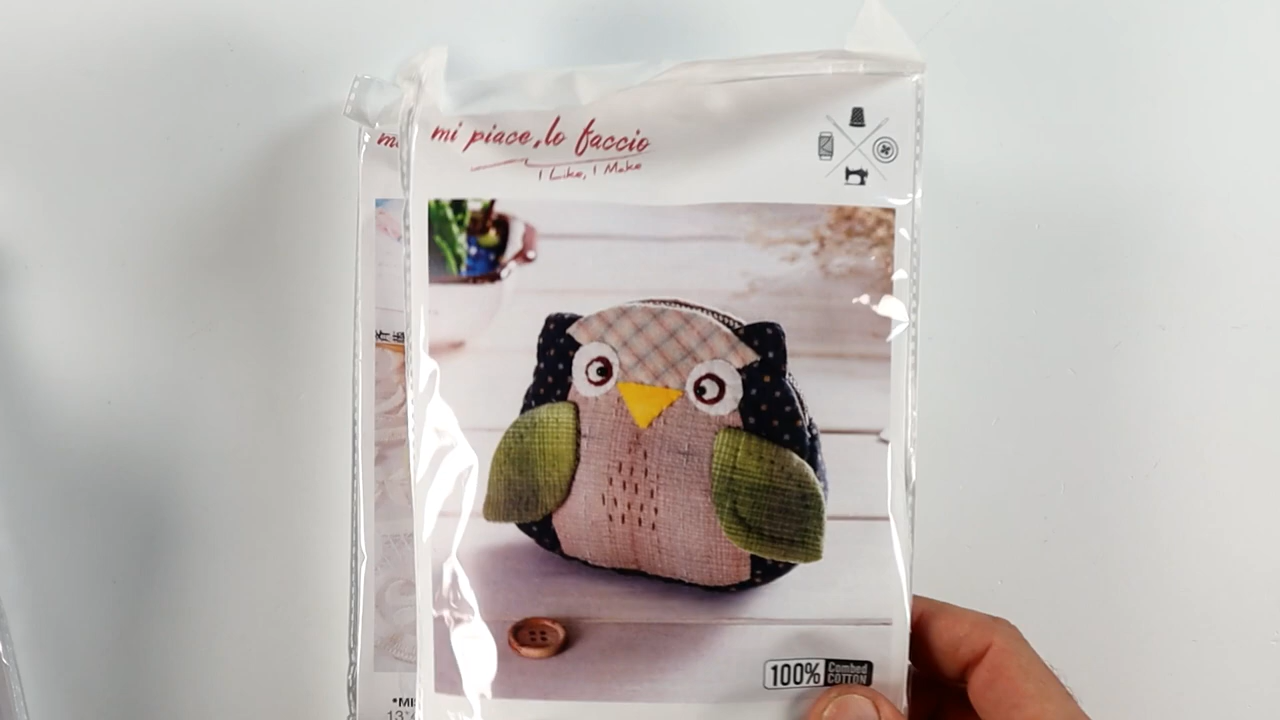 mi piace, lo faccio
I Like, I Make
100% Combed
COTTON